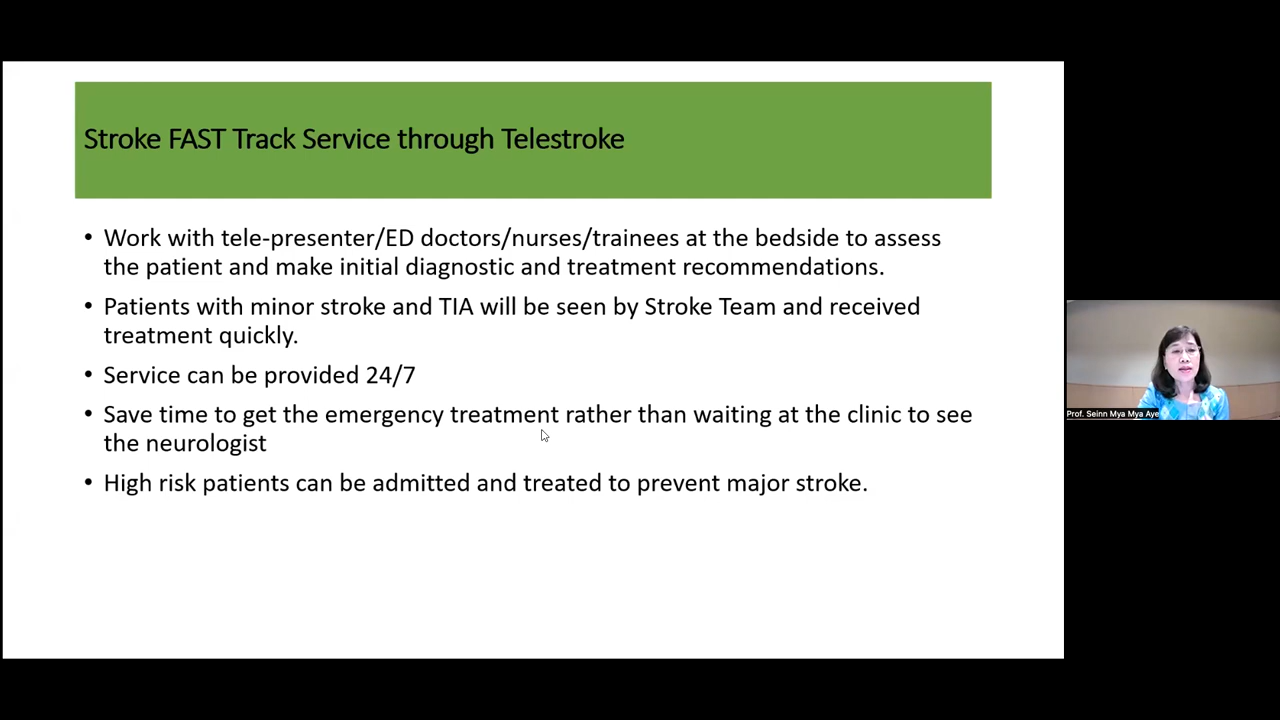 Stroke FAST Track Service through Telestroke
• Work with tele-presenter/ED doctors/nurses/trainees at the bedside to assess
the patient and make initial diagnostic and treatment recommendations.
• Patients with minor stroke and TIA will be seen by Stroke Team and received
treatment quickly.
• Service can be provided 24/7
• Save time to get the emergency treatment rather than waiting at the clinic to see
the neurologist
• High risk patients can be admitted and treated to prevent major stroke.
Prof. Seinn Mya Mya Aye